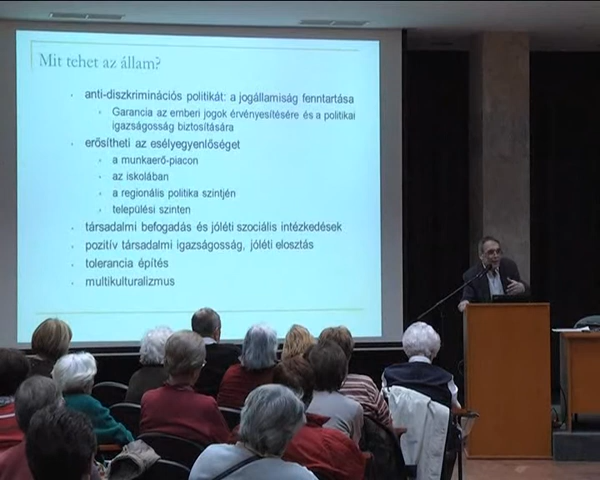 Mit tehet az állam?
anti-diszkriminációs politikát: a jogállamiság fenntartása
Garancia az emberi jogok érvényesítésére és a politikai
igazságosság biztosítására
erősítheti az esélyegyenlőséget
a munkaerő-piacon
az iskolában
a regionális politika szintjén
települési szinten
társadalmi befogadás és jóléti szociális intézkedések
pozitív társadalmi igazságosság, jóléti elosztás
tolerancia építés
multikulturalizmus